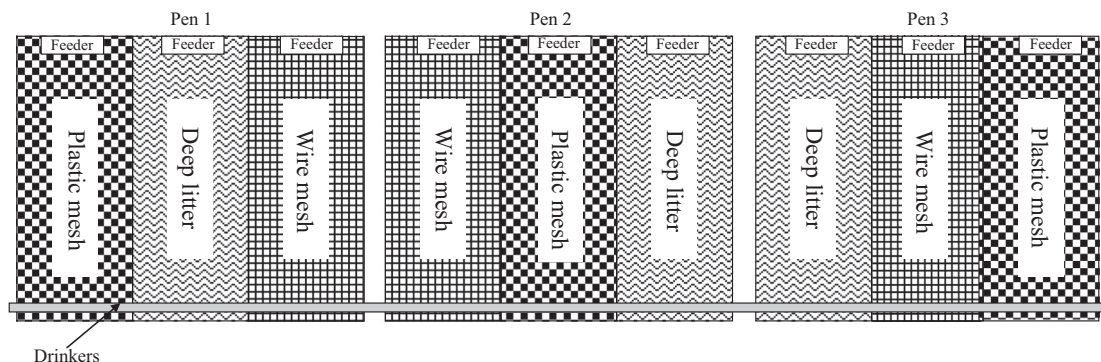 Pen 1
Pen 2
Pen 3
Feeder
Feeder
Feeder
Feeder
Feeder
Feeder
Feeder
Feeder
Feeder
Plastic mesh
Deep litter
Wire mesh
Wire mesh
Plastic mesh
Deep litter
Deep litter
Wire mesh
Plastic mesh
Drinkers